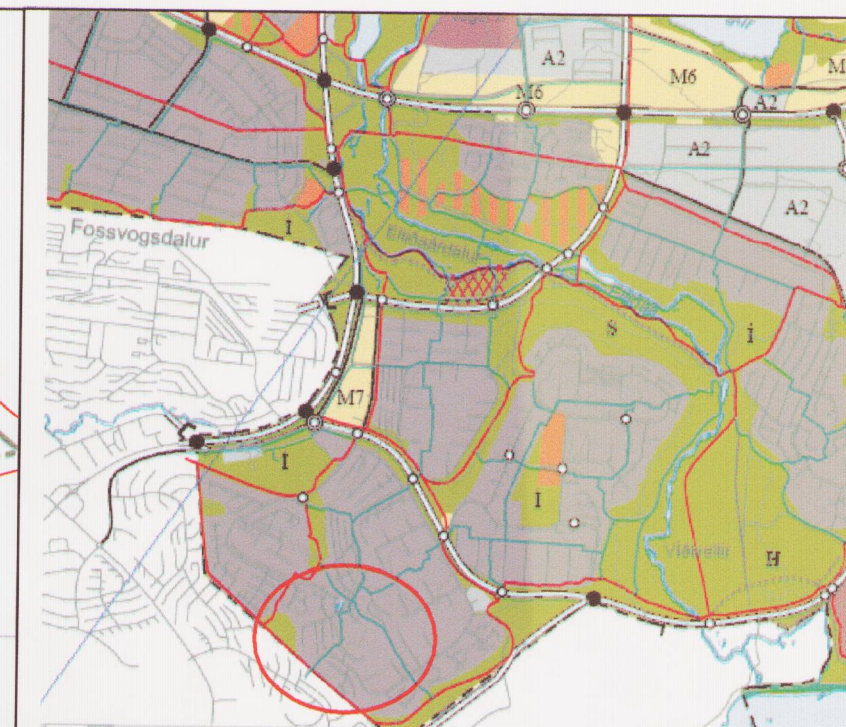 A2
M6
M6
A2
A2
A2
I
Fossvogsdalur
Elliðaárdalur
S
I
M7
I
I
Víðivellir
H